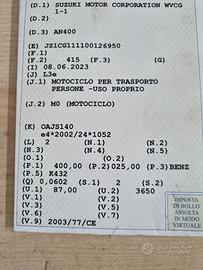 (D.1) SUZUKI MOTOR CORPORATION WVCG
1-1
(D.2)
(D.3) AN400
(E) JS1CG111100126950
(F.1)
(F.2) 415 (F.3) (G)
(I) 08.06.2023
(J) L3e
(J.1) MOTOCICLO PER TRASPORTO
PERSONE -USO PROPRIO
(J.2) M0 (MOTOCICLO)
(K) OAJS140
e4*2002/24*1052
(L) 2 (N.1) (N.2)
(N.3) (N.4) (N.5)
(O.1) (O.2)
(P.1) 400,00 (P.2)025,00 (P.3)BENZ
(P.5) K432
(Q) 0,0602 (S.1) 2 (S.2)
(U.1) 87,00 (U.2) 3650
(V.1) (V.2)
(V.3) (V.5)
(V.7) (V.8)
(V.9) 2003/77/CE
IMPOSTA
DI BOLLO
ASSOLTA
IN MODO
VIRTUALE
subito